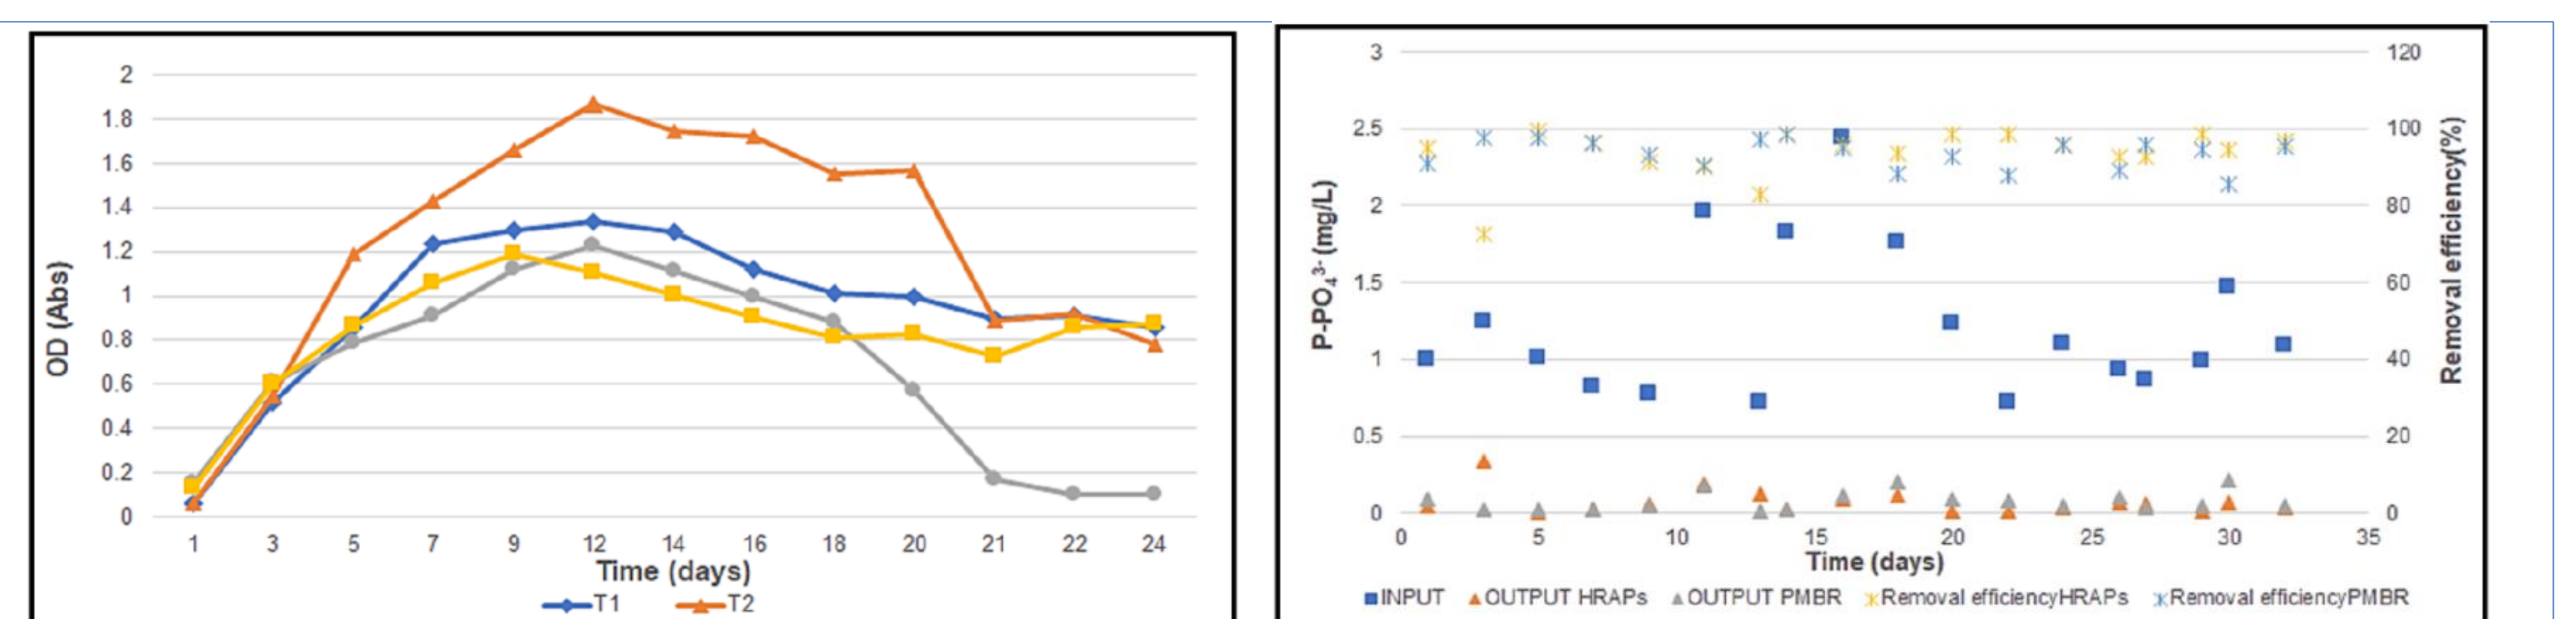 2
1.8
1.6
1.4
1.2
1
0.8
0.6
0.4
0.2
0
OD (Abs)
1 3 5 7 9 12 14 16 18 20 21 22 24
Time (days)
T1 T2
3
2.5
2
1.5
1
0.5
0
P-PO₄³⁻ (mg/L)
120
100
80
60
40
20
0
Removal efficiency(%)
0 5 10 15 20 25 30 35
Time (days)
INPUT OUTPUT HRAPs OUTPUT PMBR Removal efficiencyHRAPs Removal efficiencyPMBR